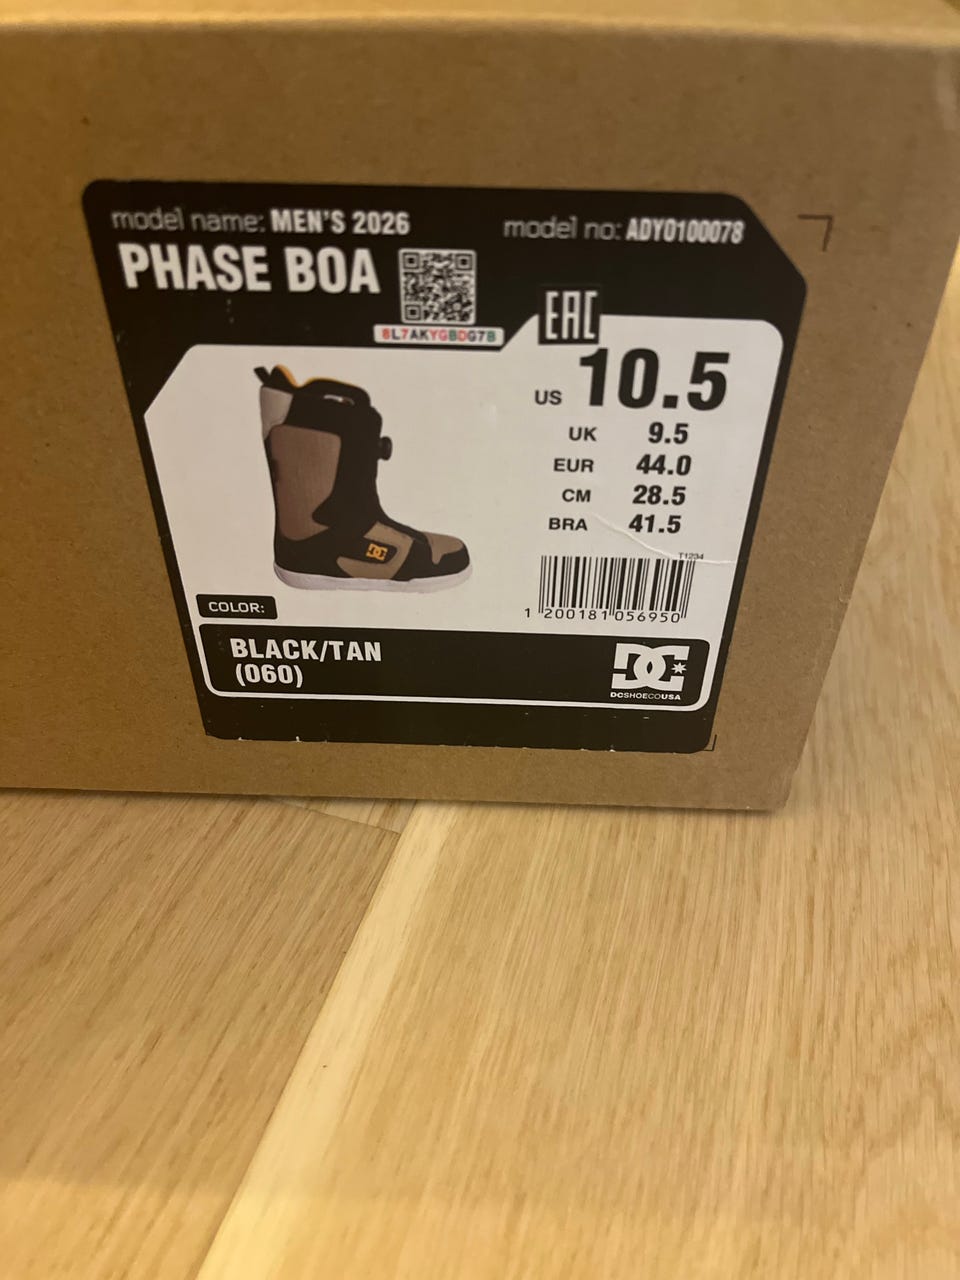 model name: MEN'S 2026
model no: ADYO100078
PHASE BOA
8L7AKYGBDG7B
EAC
US 10.5
UK 9.5
EUR 44.0
CM 28.5
BRA 41.5
T1234
1 200181 056950
COLOR:
BLACK/TAN
(060)
DC
DCSHOECOUSA